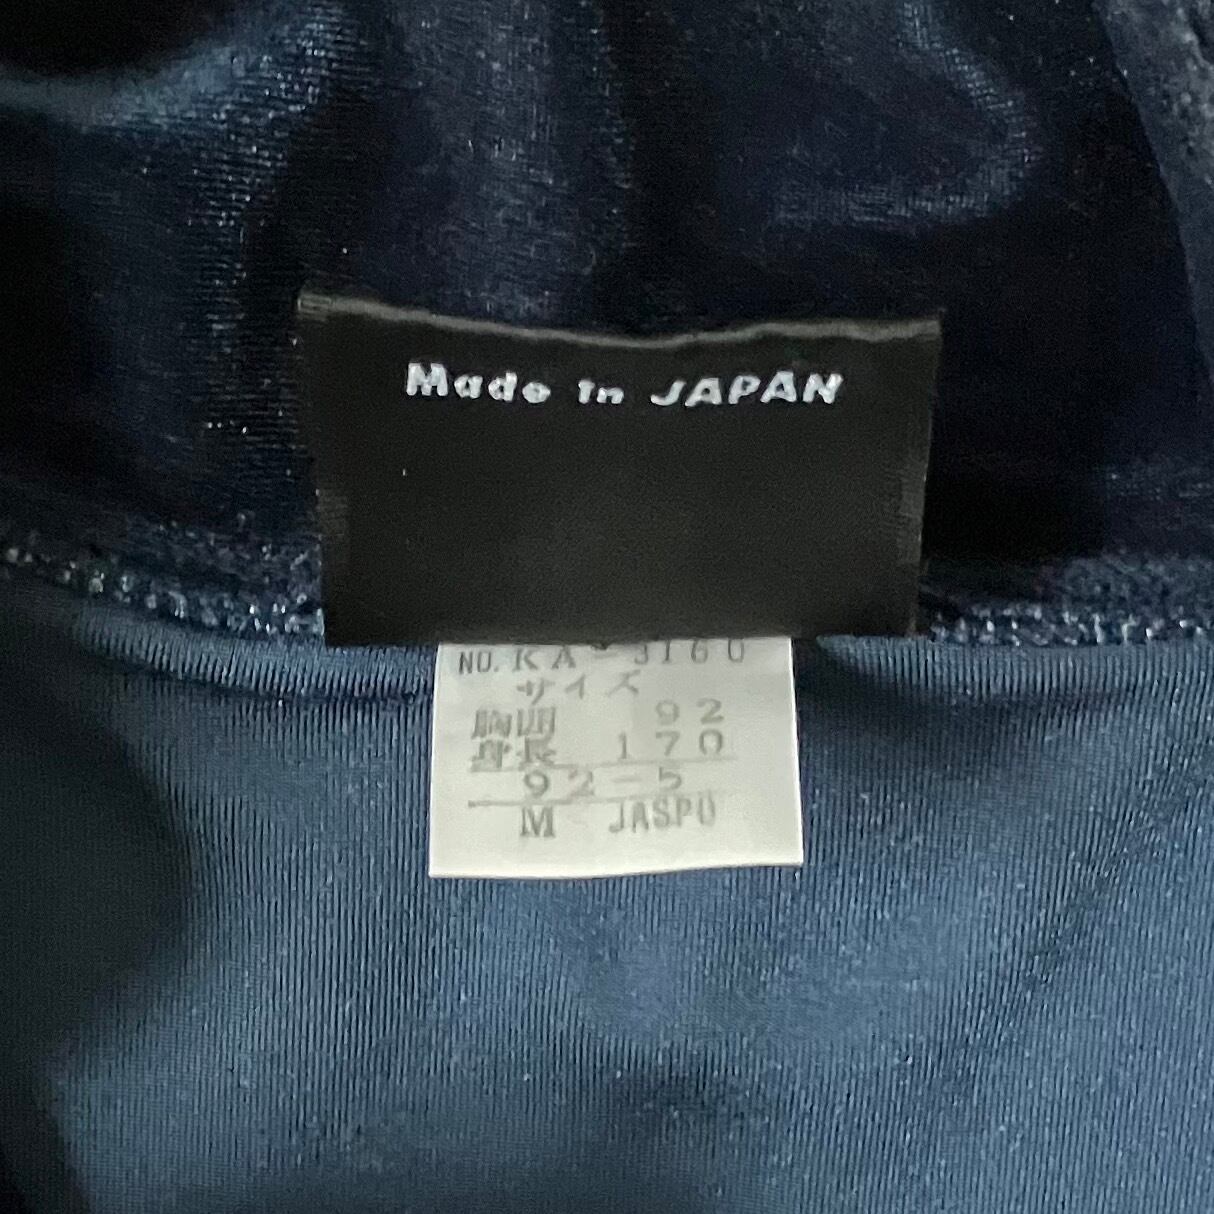 Made in JAPAN
NO. KA-3160
サイズ
胸囲 92
身長 170
92-5
M JASPO